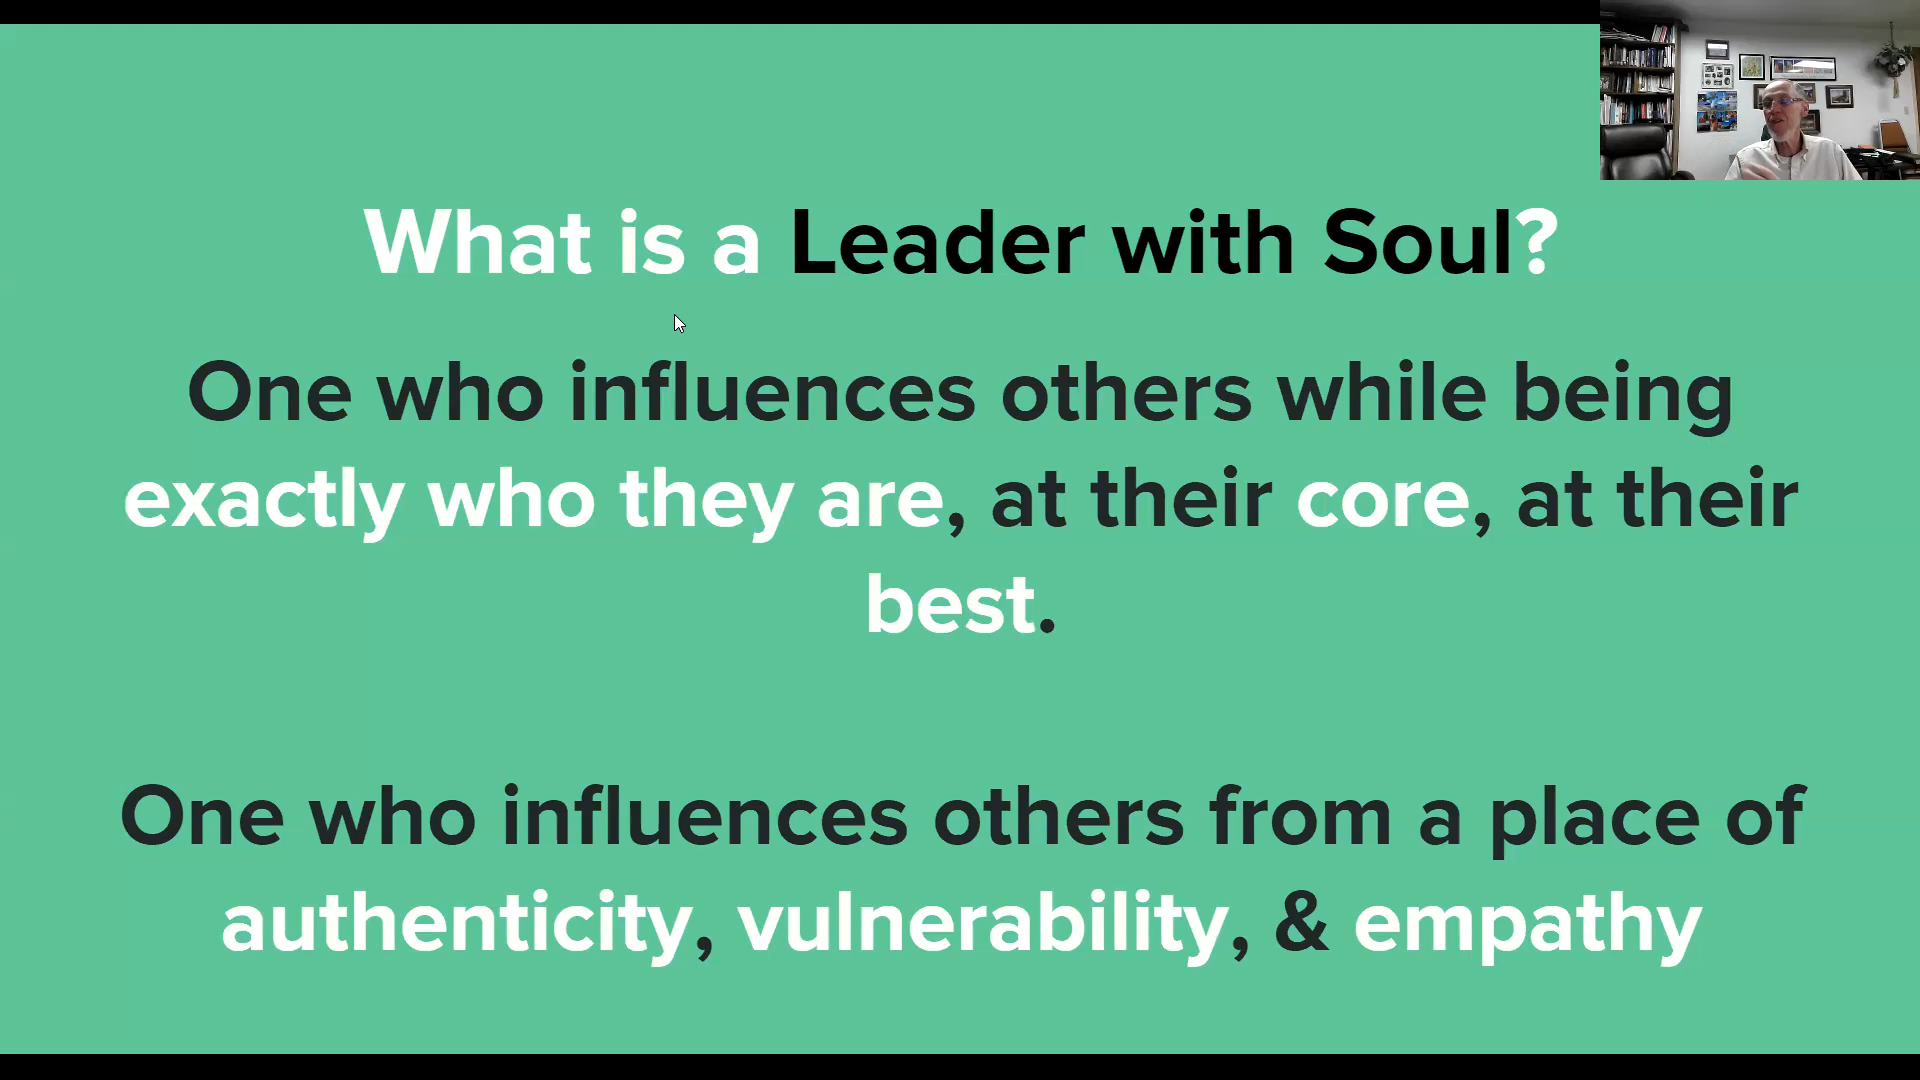 What is a Leader with Soul?
One who influences others while being
exactly who they are, at their core, at their
best.
One who influences others from a place of
authenticity, vulnerability, & empathy